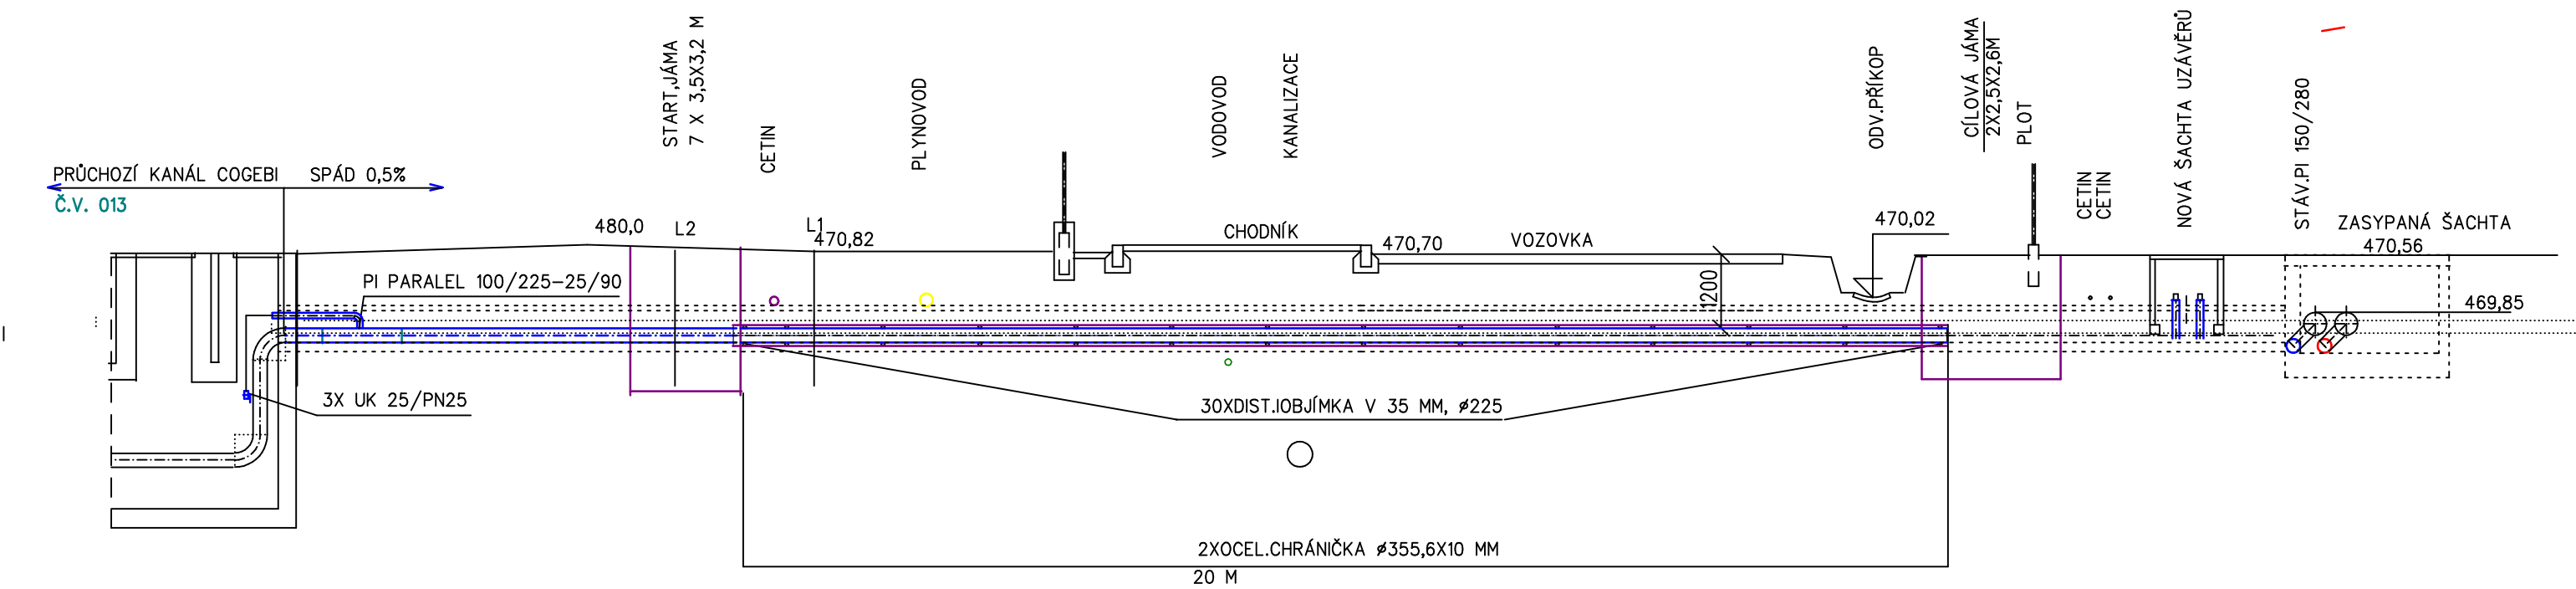 START,JÁMA
7 X 3,5X3,2 M
CETIN
PLYNOVOD
VODOVOD
KANALIZACE
ODV.PŘÍKOP
CÍLOVÁ JÁMA
2X2,5X2,6M
PLOT
CETIN
CETIN
NOVÁ ŠACHTA UZÁVĚRŮ
STÁV.PI 150/280
PRŮCHOZÍ KANÁL COGEBI
SPÁD 0,5%
Č.V. 013
480,0
L2
L1
470,82
CHODNÍK
470,70
VOZOVKA
470,02
ZASYPANÁ ŠACHTA
470,56
PI PARALEL 100/225-25/90
1200
469,85
3X UK 25/PN25
30XDIST.IOBJÍMKA V 35 MM, ø225
2XOCEL.CHRÁNIČKA ø355,6X10 MM
20 M